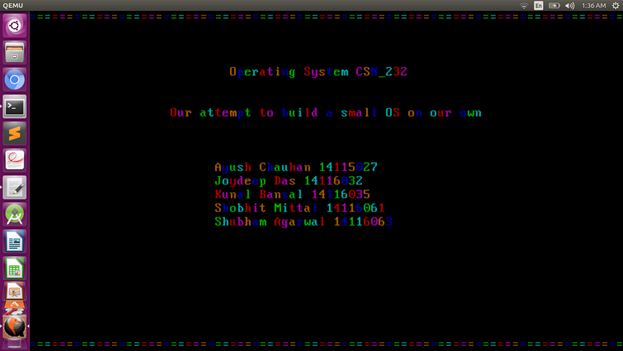 QEMU
En
1:36 AM
Operating System CSN_232
Our attempt to build a small OS on our own
Ayush Chauhan 14115027
Joydeep Das 14116032
Kunal Bansal 14116035
Shobhit Mittal 14116061
Shubham Agarwal 14116063